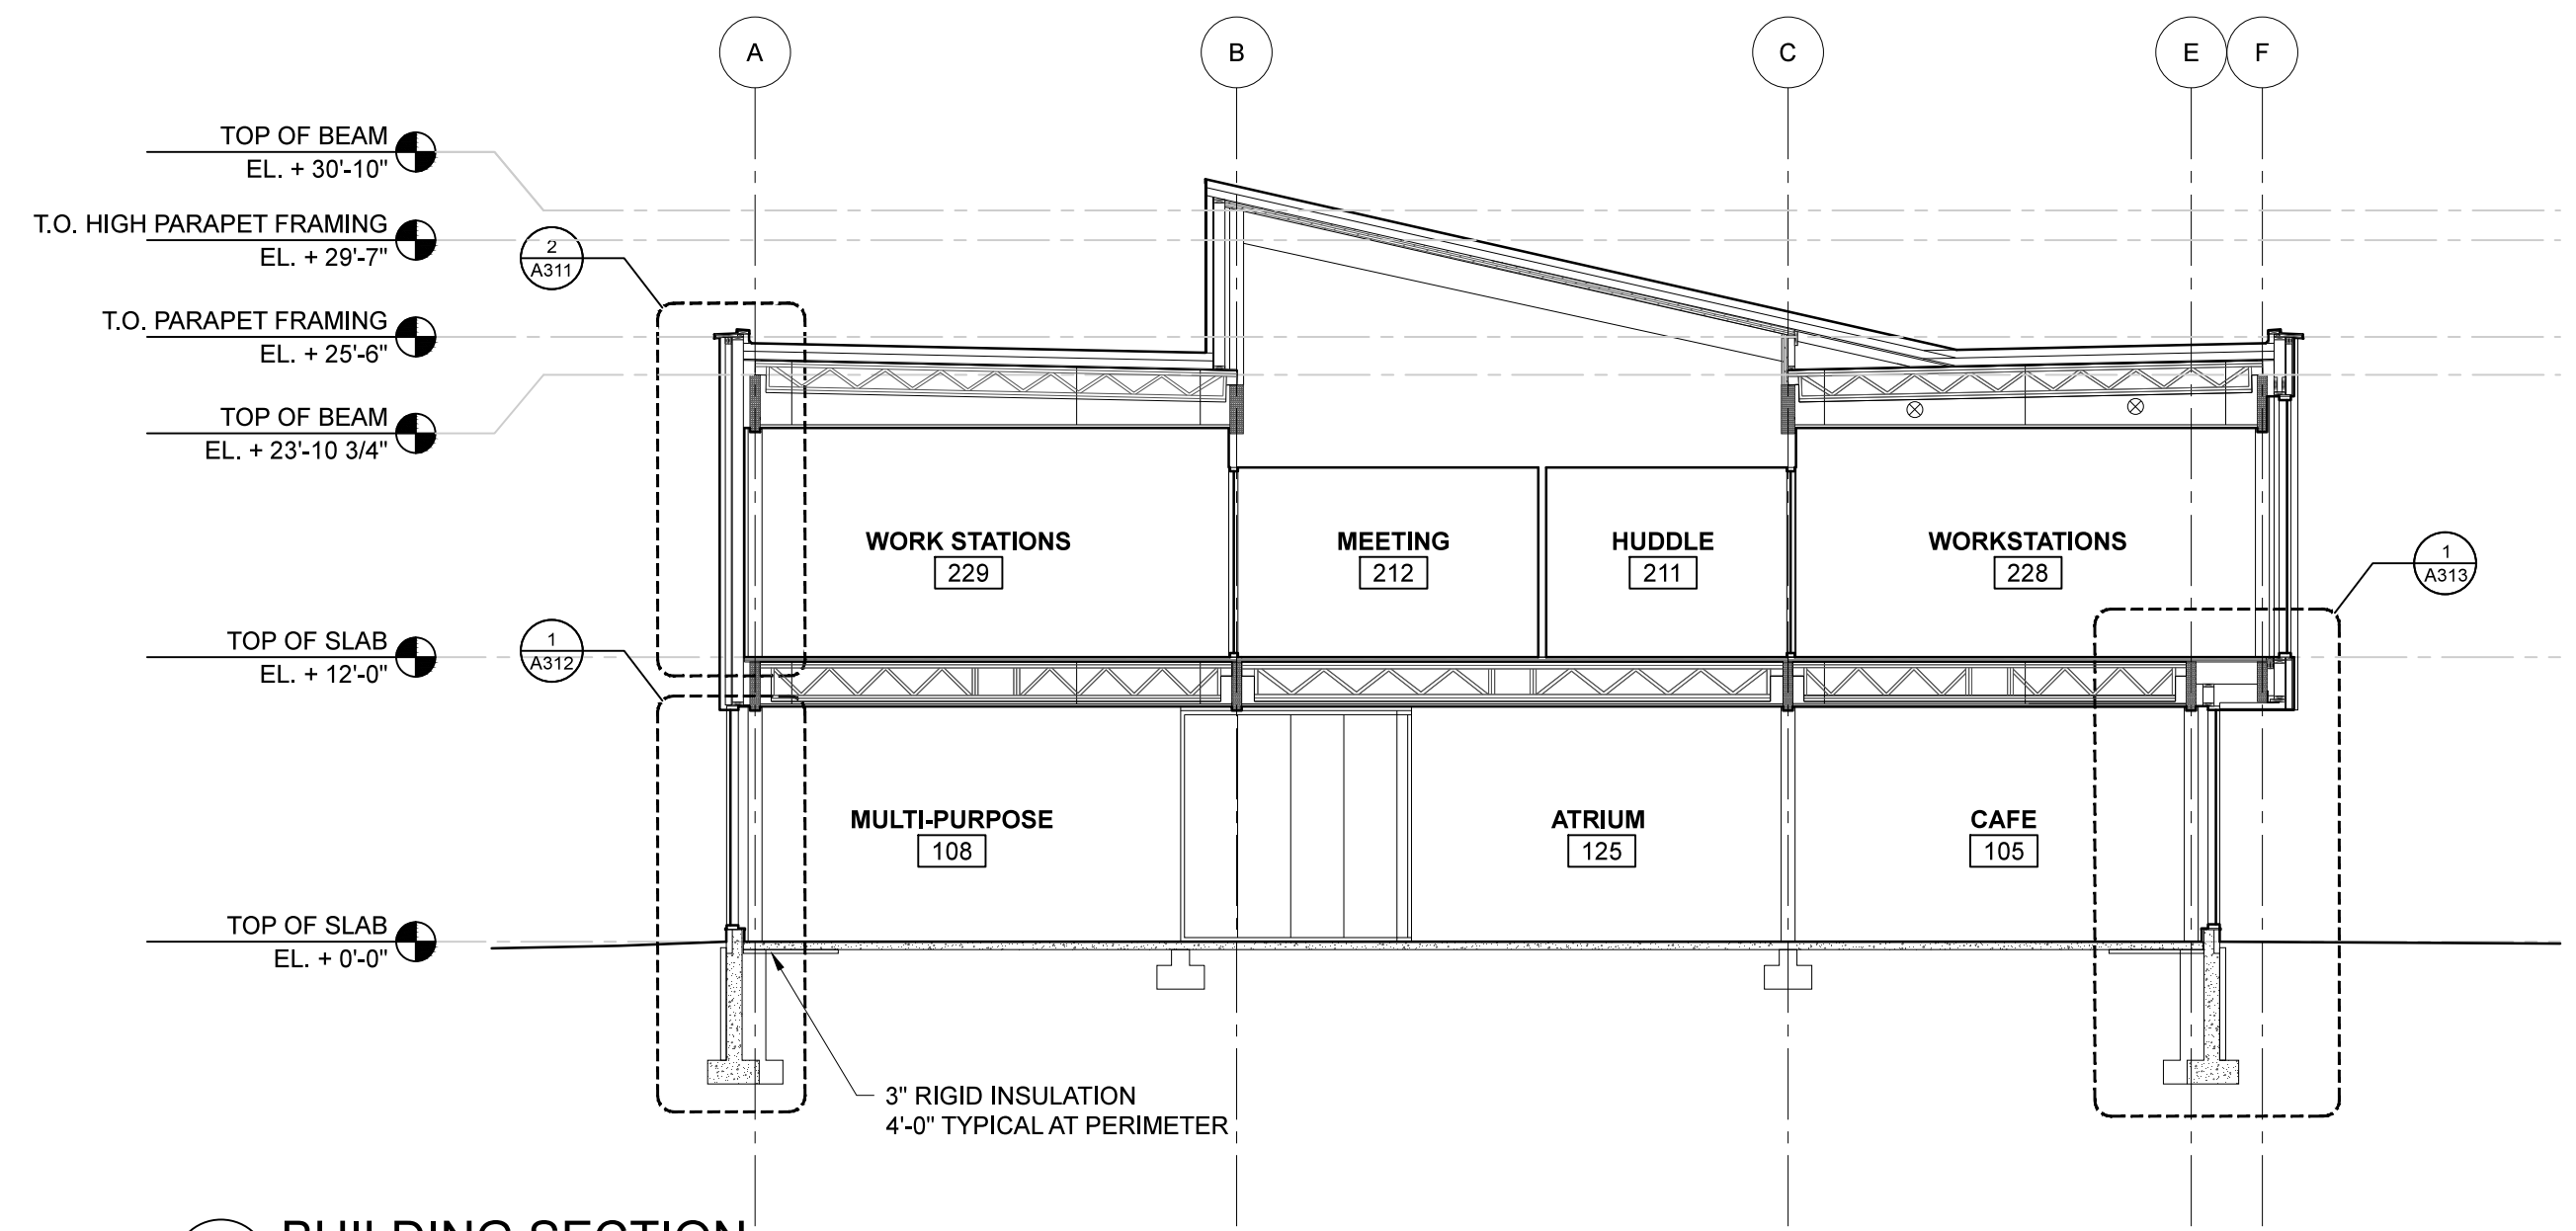 A
B
C
E
F
TOP OF BEAM
EL. + 30'-10"
T.O. HIGH PARAPET FRAMING
EL. + 29'-7"
2
A311
T.O. PARAPET FRAMING
EL. + 25'-6"
TOP OF BEAM
EL. + 23'-10 3/4"
WORK STATIONS
229
MEETING
212
HUDDLE
211
WORKSTATIONS
228
1
A313
TOP OF SLAB
EL. + 12'-0"
1
A312
MULTI-PURPOSE
108
ATRIUM
125
CAFE
105
TOP OF SLAB
EL. + 0'-0"
3" RIGID INSULATION
4'-0" TYPICAL AT PERIMETER
BUILDING SECTION